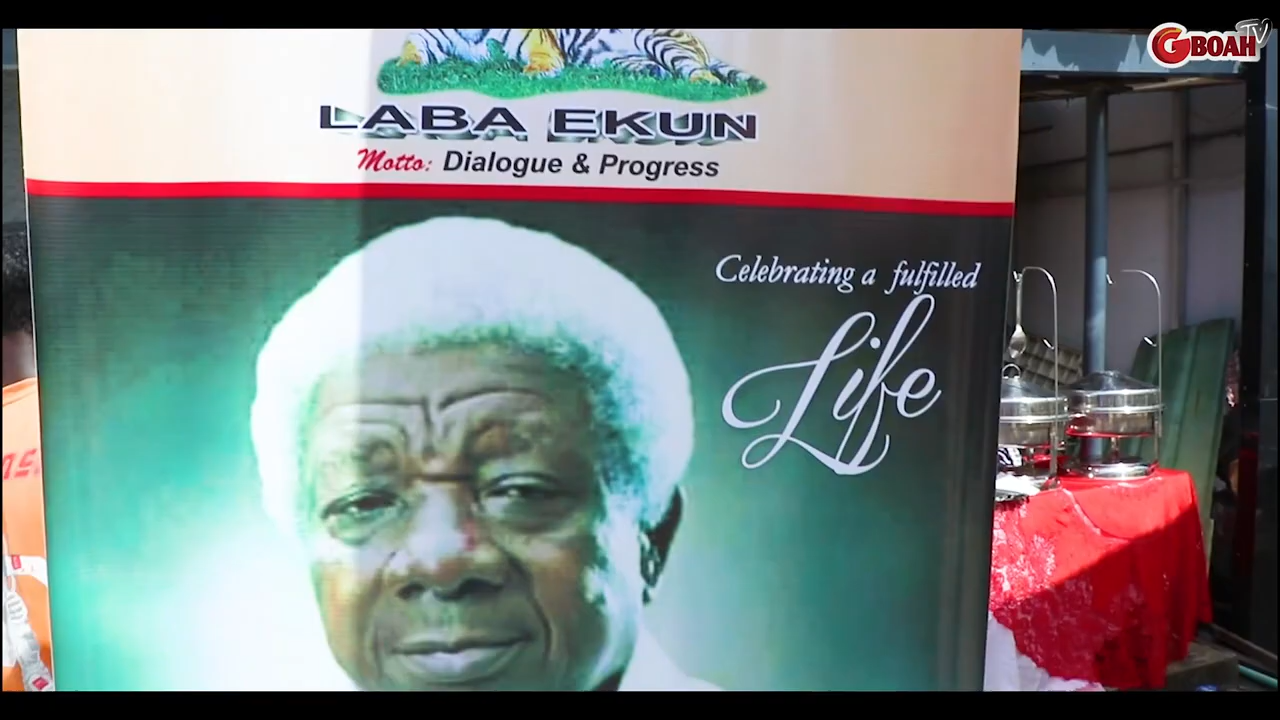 GBOAH TV
LABA EKUN
Motto: Dialogue & Progress
Celebrating a fulfilled
Life